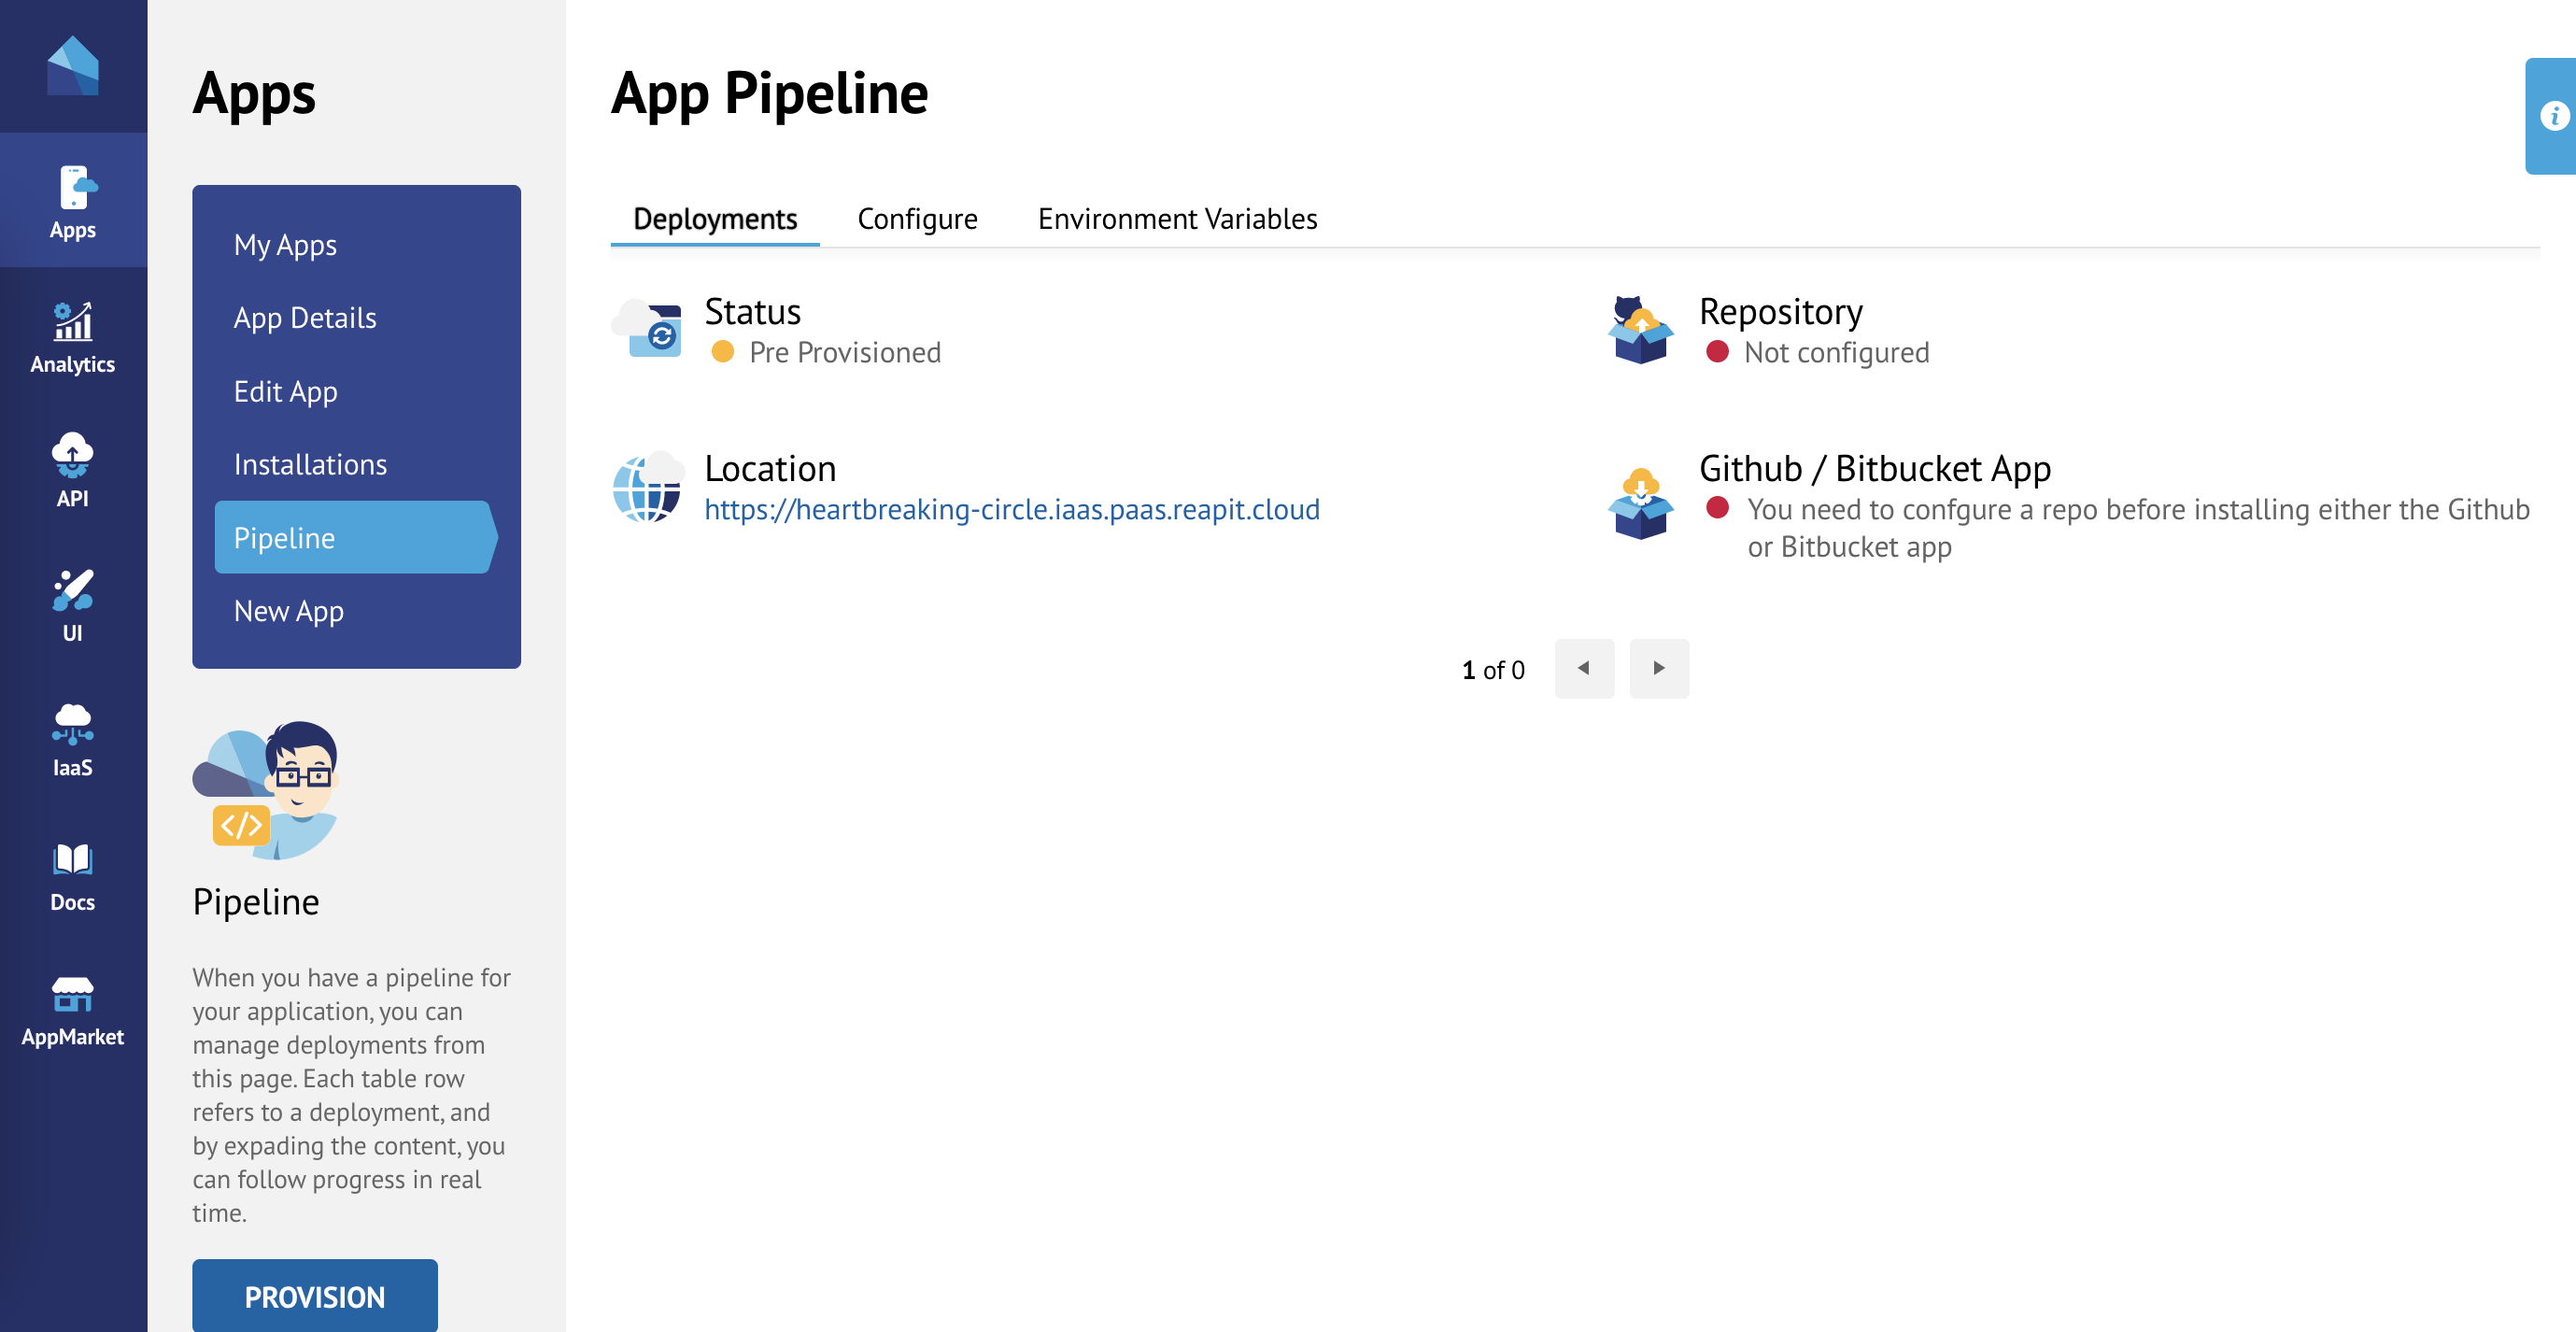 Apps
Analytics
API
UI
IaaS
Docs
AppMarket
Apps
My Apps
App Details
Edit App
Installations
Pipeline
New App
</>
Pipeline
When you have a pipeline for
your application, you can
manage deployments from
this page. Each table row
refers to a deployment, and
by expading the content, you
can follow progress in real
time.
PROVISION
App Pipeline
i
Deployments Configure Environment Variables
Status
Pre Provisioned
Repository
Not configured
Location
https://heartbreaking-circle.iaas.paas.reapit.cloud
Github / Bitbucket App
You need to confgure a repo before installing either the Github
or Bitbucket app
1 of 0